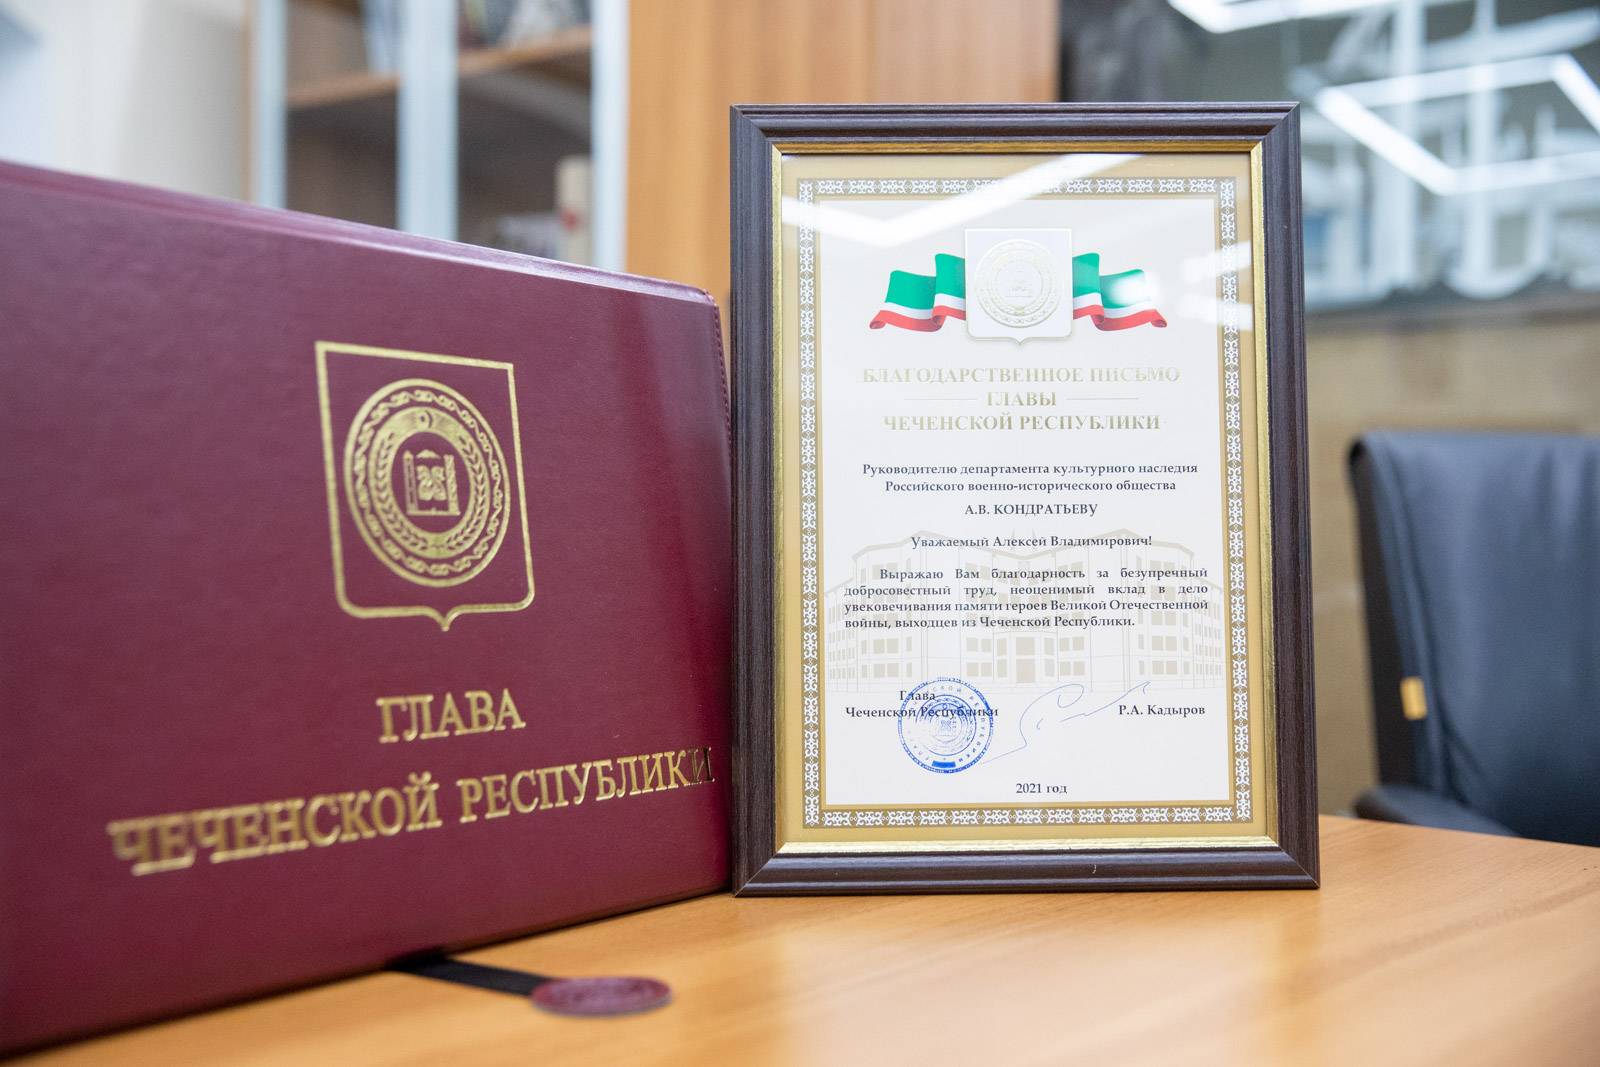 ГЛАВА
ЧЕЧЕНСКОЙ РЕСПУБЛИКИ
БЛАГОДАРСТВЕННОЕ ПИСЬМО
ГЛАВЫ
ЧЕЧЕНСКОЙ РЕСПУБЛИКИ
Руководителю департамента культурного наследия
Российского военно-исторического общества
А.В. КОНДРАТЬЕВУ
Уважаемый Алексей Владимирович!
Выражаю Вам благодарность за безупречный
добросовестный труд, неоценимый вклад в дело
увековечивания памяти героев Великой Отечественной
войны, выходцев из Чеченской Республики.
Глава
Чеченской Республики
Р.А. Кадыров
2021 год